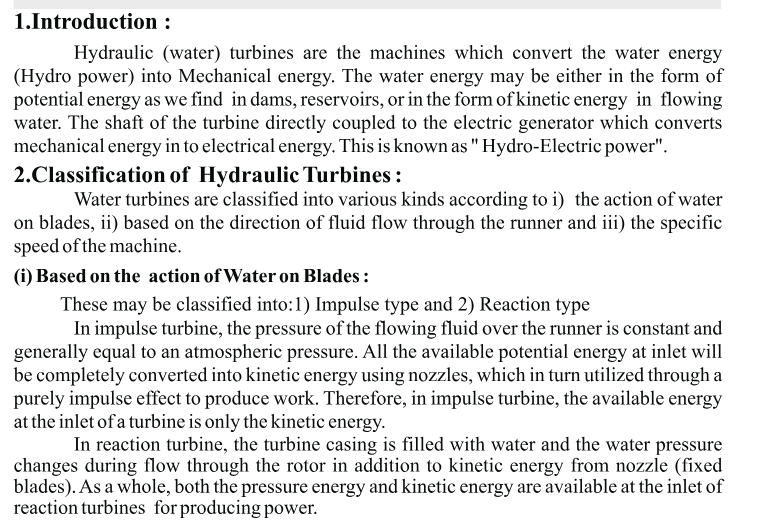 1.Introduction :
Hydraulic (water) turbines are the machines which convert the water energy
(Hydro power) into Mechanical energy. The water energy may be either in the form of
potential energy as we find in dams, reservoirs, or in the form of kinetic energy in flowing
water. The shaft of the turbine directly coupled to the electric generator which converts
mechanical energy in to electrical energy. This is known as " Hydro-Electric power".
2.Classification of Hydraulic Turbines :
Water turbines are classified into various kinds according to i) the action of water
on blades, ii) based on the direction of fluid flow through the runner and iii) the specific
speed of the machine.
(i) Based on the action of Water on Blades :
These may be classified into:1) Impulse type and 2) Reaction type
In impulse turbine, the pressure of the flowing fluid over the runner is constant and
generally equal to an atmospheric pressure. All the available potential energy at inlet will
be completely converted into kinetic energy using nozzles, which in turn utilized through a
purely impulse effect to produce work. Therefore, in impulse turbine, the available energy
at the inlet of a turbine is only the kinetic energy.
In reaction turbine, the turbine casing is filled with water and the water pressure
changes during flow through the rotor in addition to kinetic energy from nozzle (fixed
blades). As a whole, both the pressure energy and kinetic energy are available at the inlet of
reaction turbines for producing power.